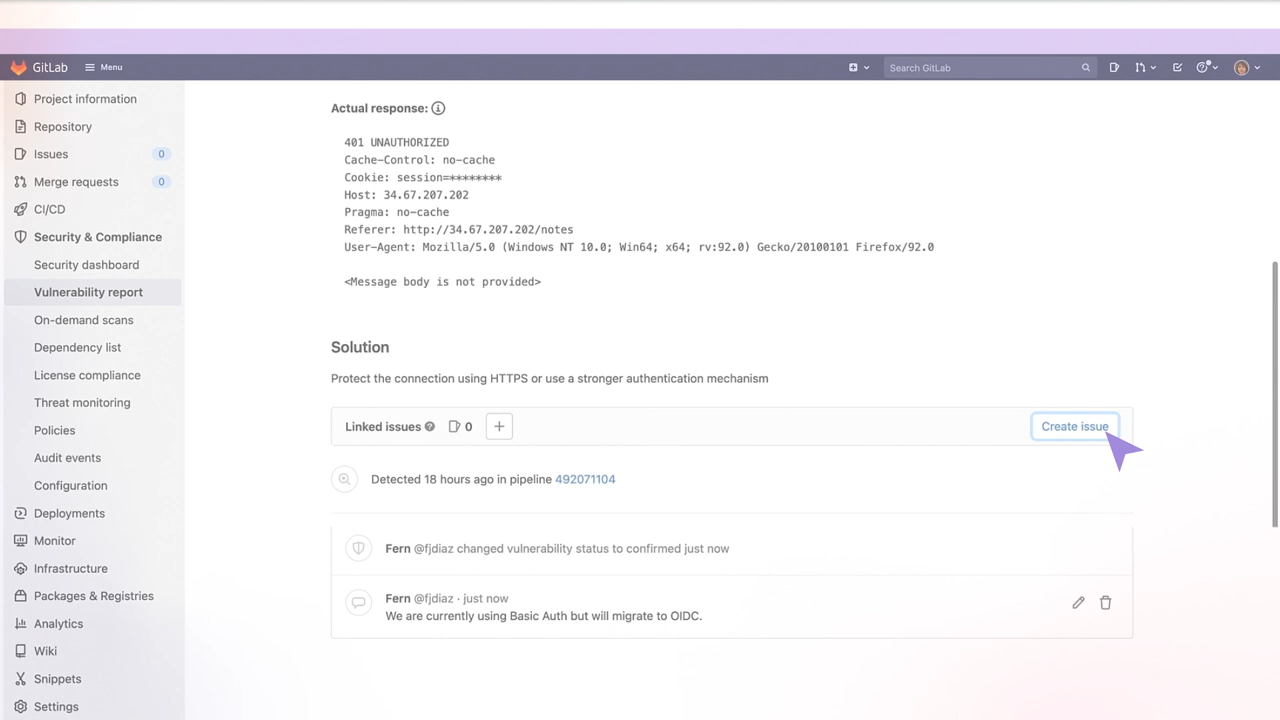 GitLab
Menu
Search GitLab
Project information
Repository
Issues 0
Merge requests 0
CI/CD
Security & Compliance
Security dashboard
Vulnerability report
On-demand scans
Dependency list
License compliance
Threat monitoring
Policies
Audit events
Configuration
Deployments
Monitor
Infrastructure
Packages & Registries
Analytics
Wiki
Snippets
Settings
Actual response:
401 UNAUTHORIZED
Cache-Control: no-cache
Cookie: session=********
Host: 34.67.207.202
Pragma: no-cache
Referer: http://34.67.207.202/notes
User-Agent: Mozilla/5.0 (Windows NT 10.0; Win64; x64; rv:92.0) Gecko/20100101 Firefox/92.0
<Message body is not provided>
Solution
Protect the connection using HTTPS or use a stronger authentication mechanism
Linked issues 0 + Create issue
Detected 18 hours ago in pipeline 492071104
Fern @fjdiaz changed vulnerability status to confirmed just now
Fern @fjdiaz · just now
We are currently using Basic Auth but will migrate to OIDC.